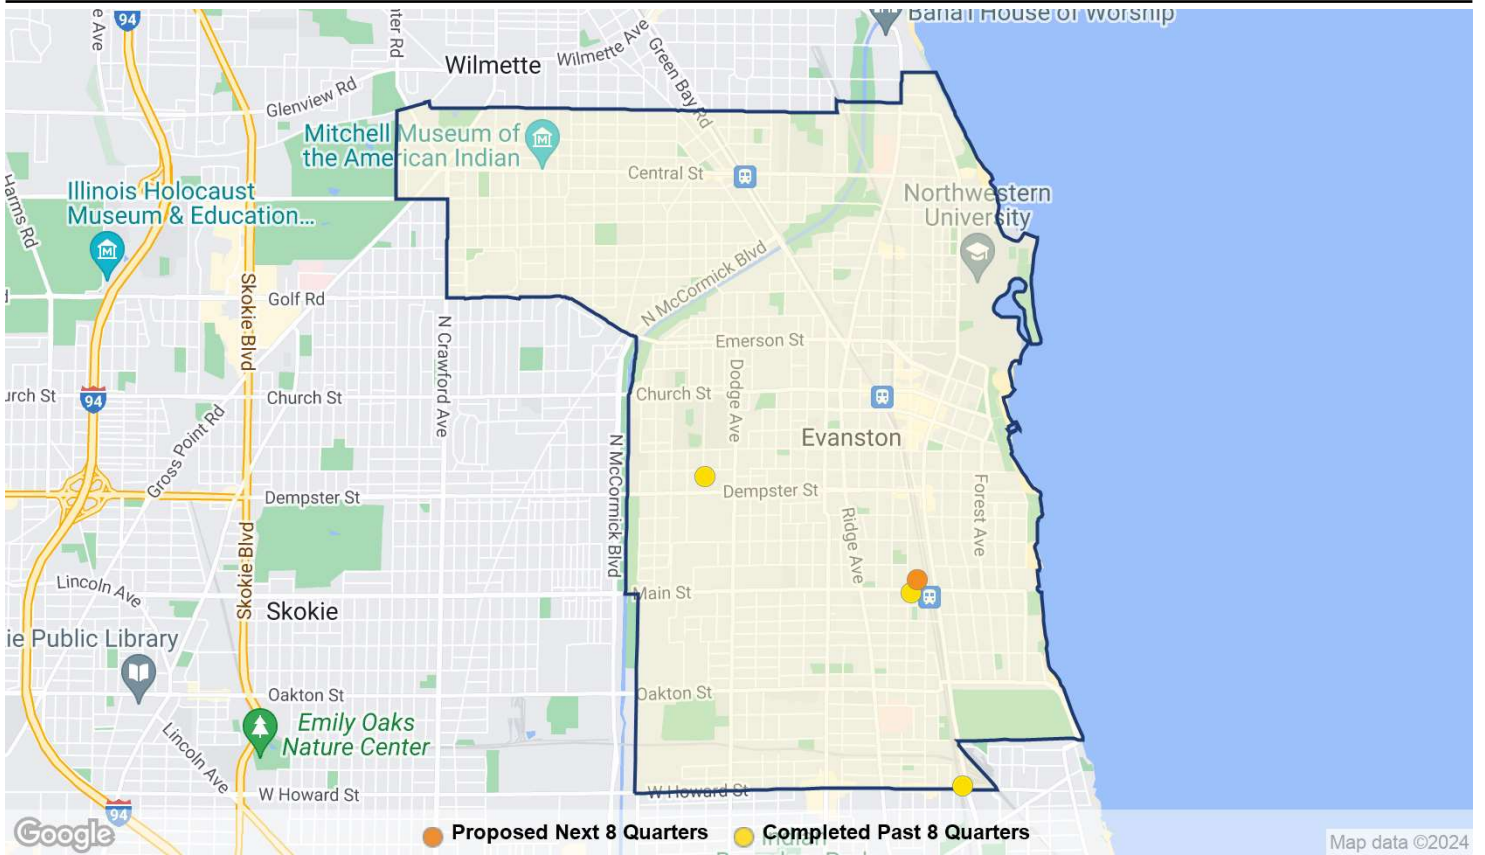 94
Baha'i House of Worship
Wilmette
Wilmette Ave
Green Bay Rd
Glenview Rd
Mitchell Museum of
the American Indian
Central St
Illinois Holocaust
Museum & Education...
Harms Rd
Northwestern
University
Skokie Blvd
Golf Rd
N McCormick Blvd
N Crawford Ave
Emerson St
Dodge Ave
Church St
Church St
94
Gross Point Rd
Evanston
N McCormick Blvd
Dempster St
Dempster St
Forest Ave
Ridge Ave
Skokie Blvd
Lincoln Ave
Skokie
Main St
ie Public Library
Oakton St
Oakton St
Emily Oaks
Nature Center
Lincoln Ave
W Howard St
W Howard St
94
Google
Proposed Next 8 Quarters
Completed Past 8 Quarters
Indian
Map data ©2024